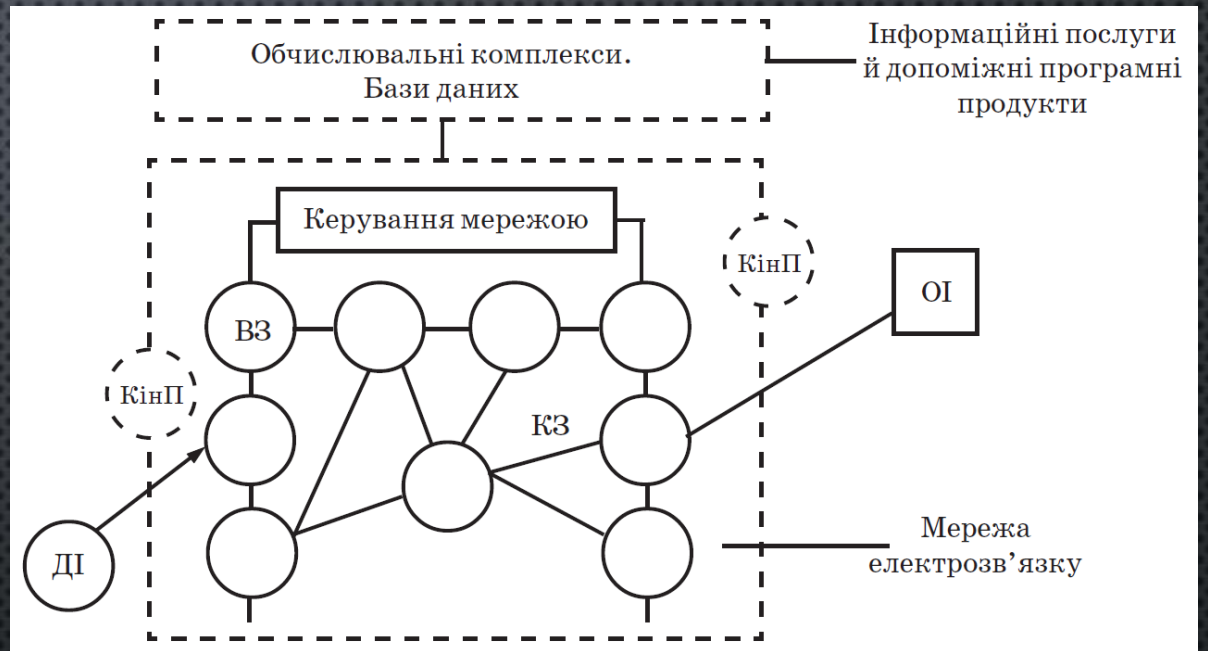 Обчислювальні комплекси.
Бази даних
Інформаційні послуги
й допоміжні програмні
продукти
Керування мережою
КінП
ОІ
ВЗ
КінП
КЗ
ДІ
Мережа
електрозв’язку